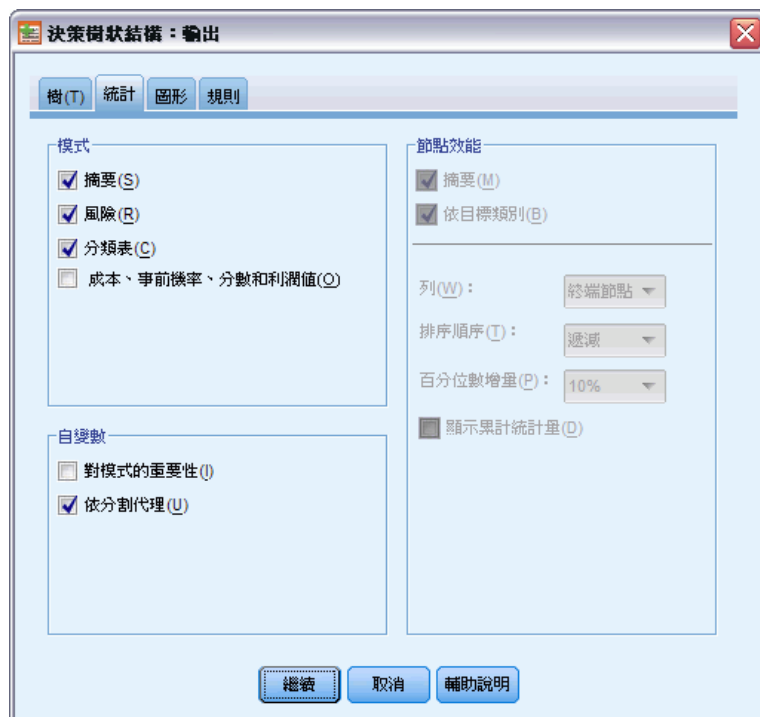 決策樹狀結構：輸出
樹(T) 統計 圖形 規則
模式
摘要(S)
風險(R)
分類表(C)
成本、事前機率、分數和利潤值(O)
自變數
對模式的重要性(I)
依分割代理(U)
節點效能
摘要(M)
依目標類別(B)
列(W)： 終端節點
排序順序(T)： 遞減
百分位數增量(P)： 10%
顯示累計統計量(D)
繼續 取消 輔助說明